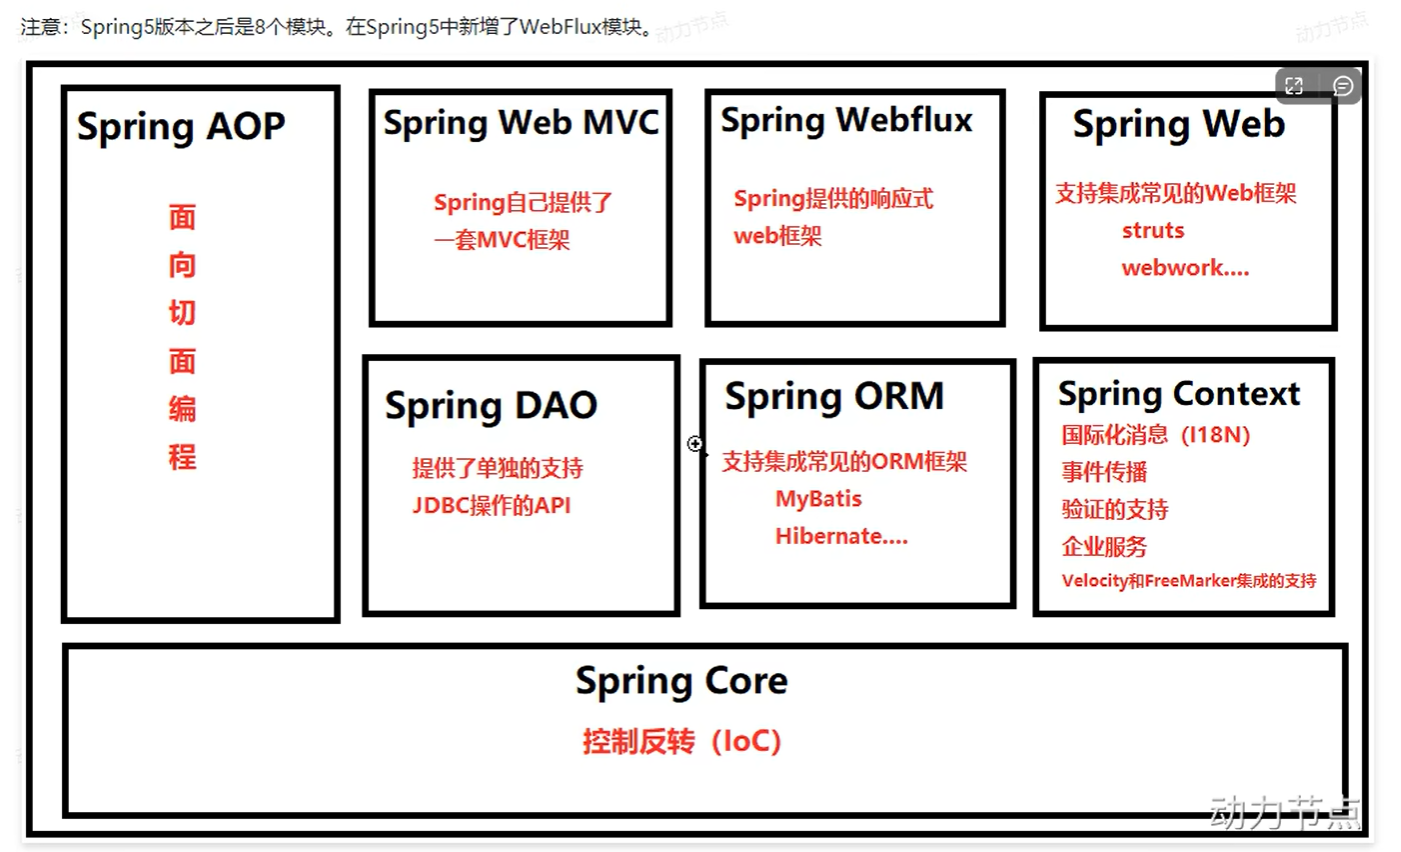 注意：Spring5版本之后是8个模块。在Spring5中新增了WebFlux模块。
动力节点
动力节点
Spring AOP
面
向
切
面
编
程
Spring Web MVC
Spring自己提供了
一套MVC框架
Spring Webflux
Spring提供的响应式
web框架
Spring Web
支持集成常见的Web框架
struts
webwork....
Spring DAO
提供了单独的支持
JDBC操作的API
Spring ORM
支持集成常见的ORM框架
MyBatis
Hibernate....
Spring Context
国际化消息（I18N）
事件传播
验证的支持
企业服务
Velocity和FreeMarker集成的支持
Spring Core
控制反转（IoC）
动力节点